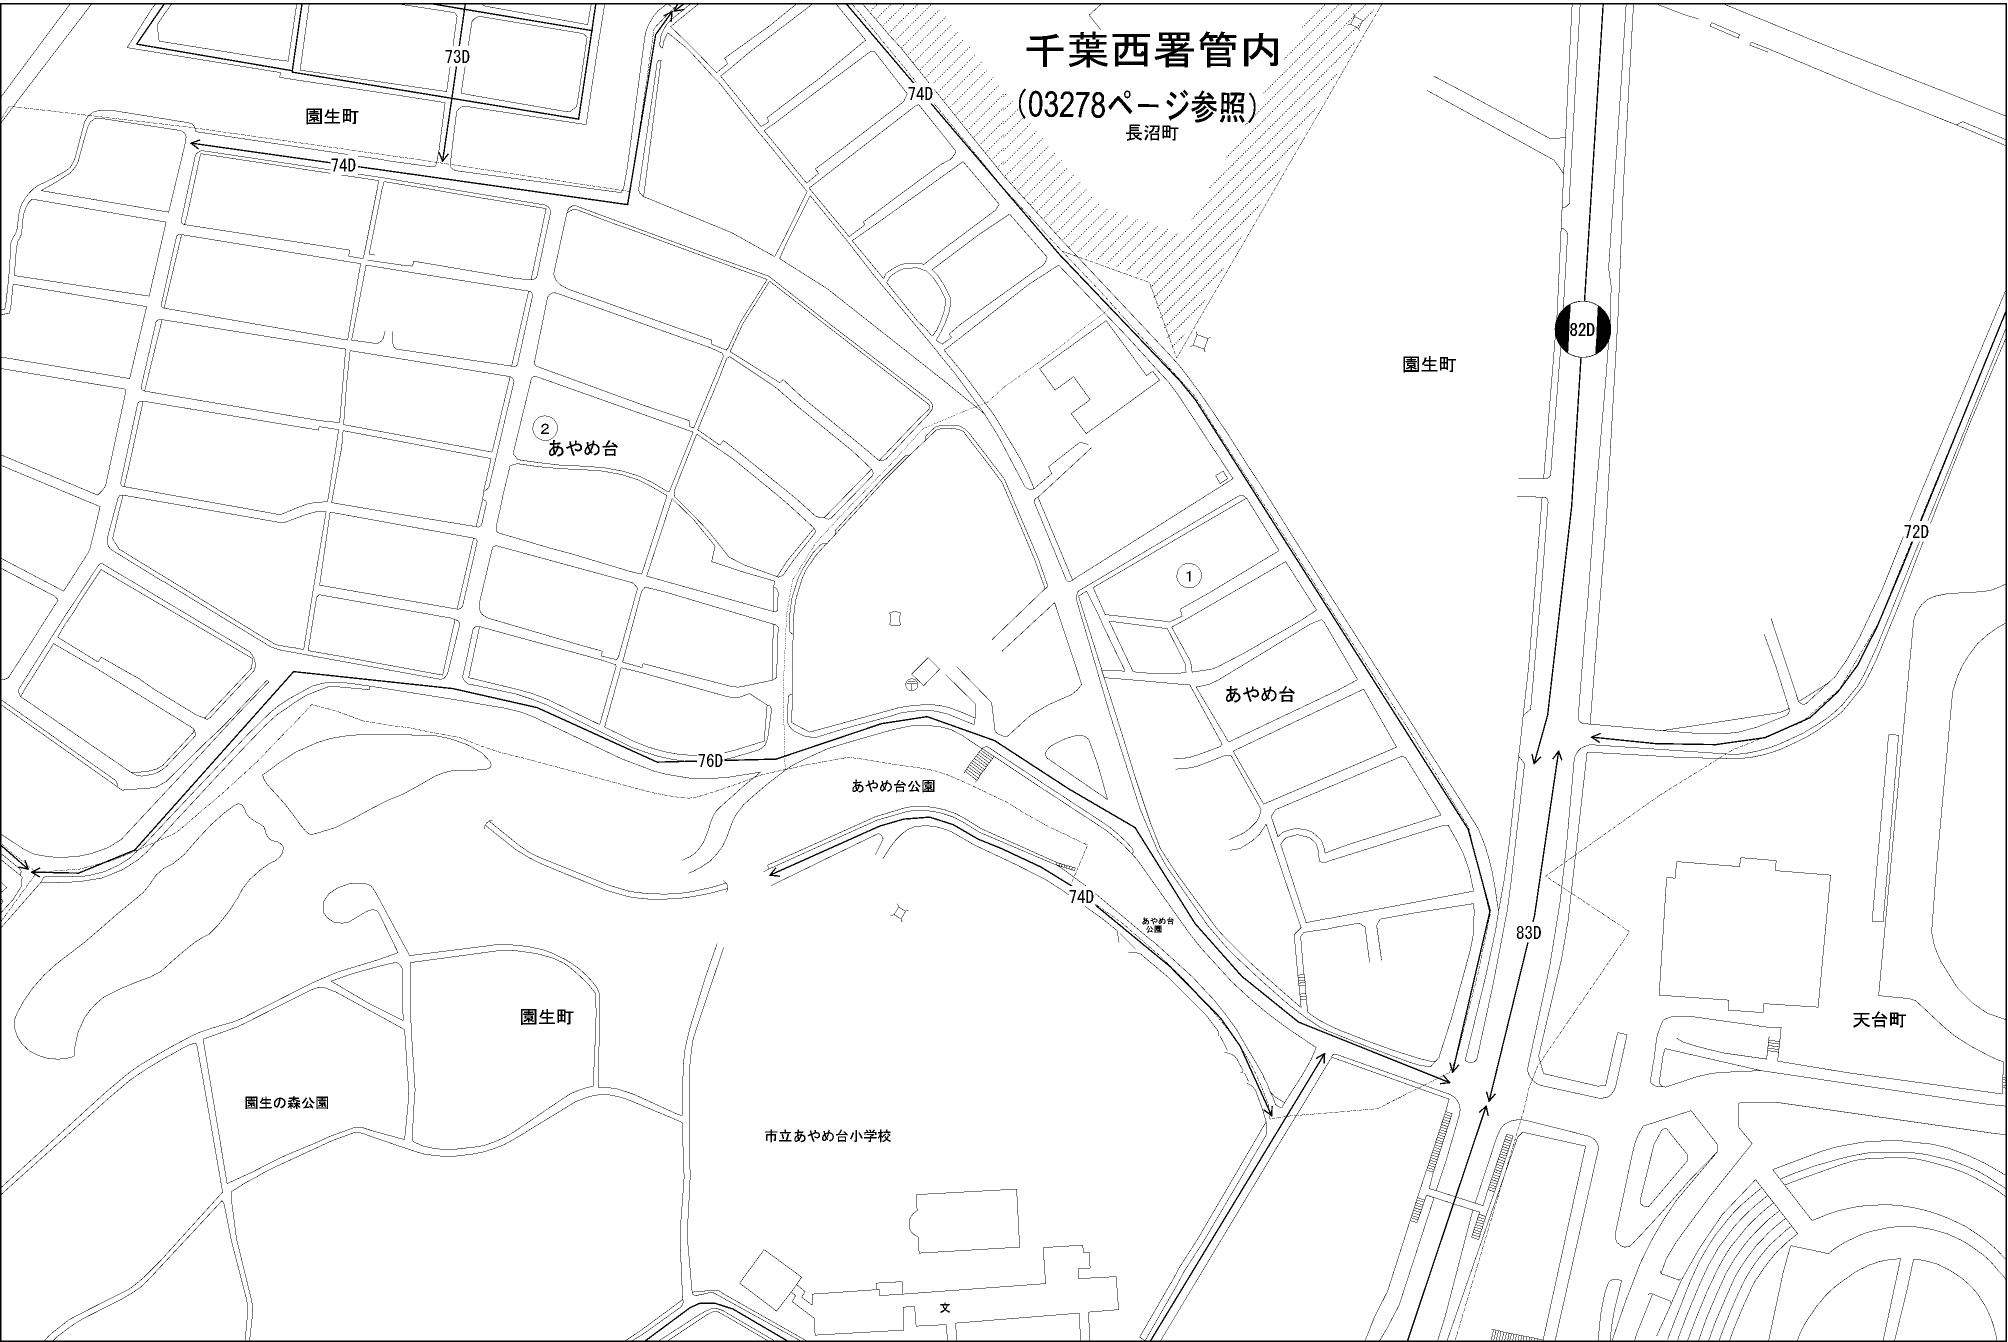 千葉西署管内
(03278ページ参照)
長沼町
73D
74D
園生町
74D
82D
園生町
2
あやめ台
72D
1
あやめ台
76D
あやめ台公園
74D
あやめ台
公園
83D
園生町
天台町
園生の森公園
市立あやめ台小学校
文